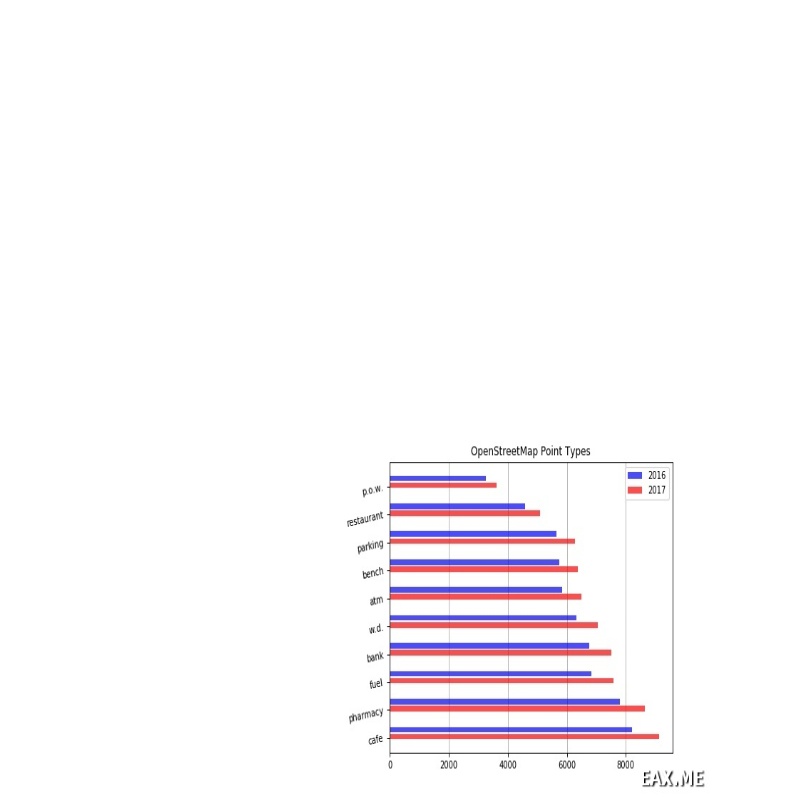 OpenStreetMap Point Types
2016
2017
p.o.w.
restaurant
parking
bench
atm
w.d.
bank
fuel
pharmacy
cafe
0 2000 4000 6000 8000
EAX.ME